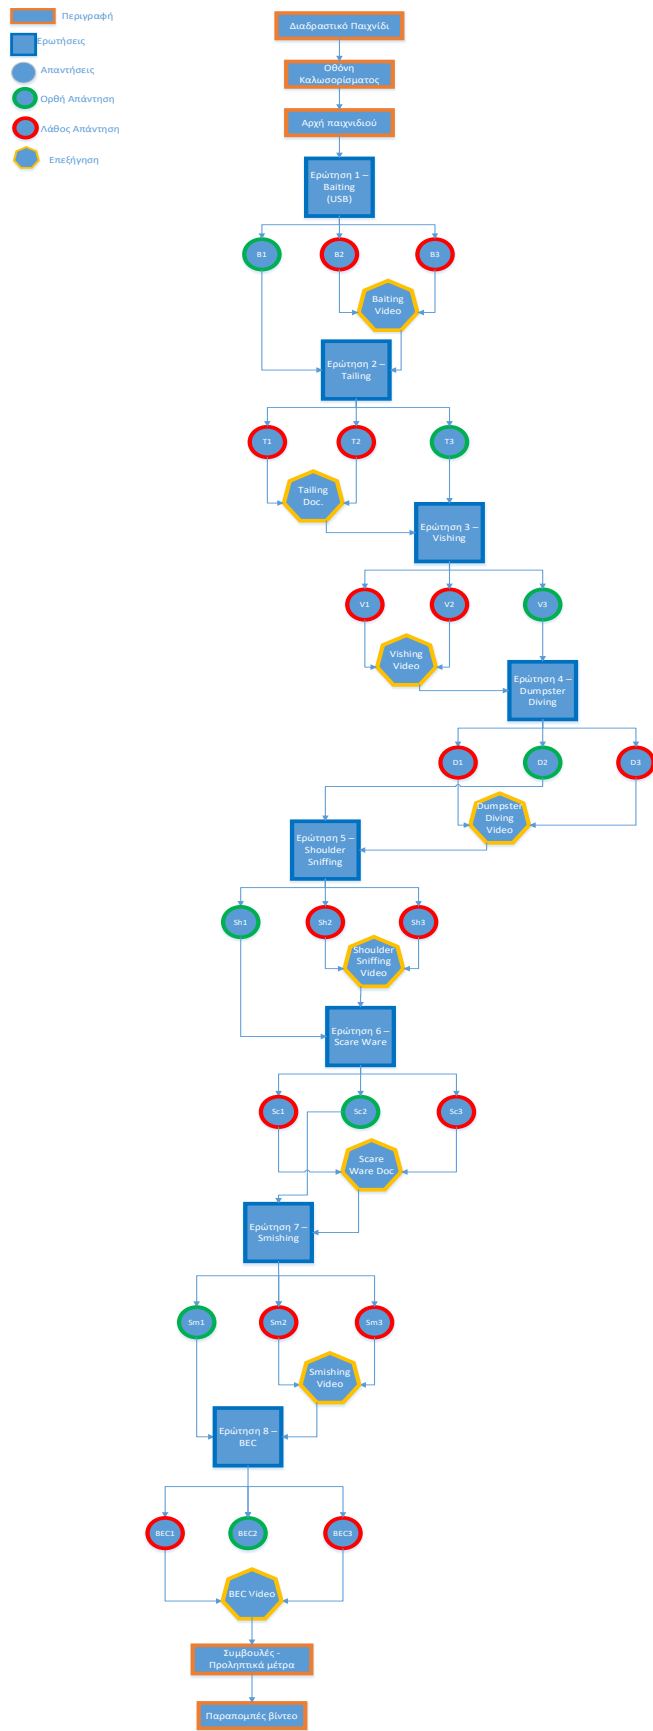 Περιγραφή
Ερωτήσεις
Απαντήσεις
Ορθή Απάντηση
Λάθος Απάντηση
Επεξήγηση
Διαδραστικό Παιχνίδι
Οθόνη
Καλωσορίσματος
Αρχή παιχνιδιού
Ερώτηση 1 –
Baiting
(USB)
B1
B2
B3
Baiting
Video
Ερώτηση 2 –
Tailing
T1
T2
T3
Tailing
Doc.
Ερώτηση 3 –
Vishing
V1
V2
V3
Vishing
Video
Ερώτηση 4 –
Dumpster
Diving
D1
D2
D3
Dumpster
Diving
Video
Ερώτηση 5 –
Shoulder
Sniffing
Sh1
Sh2
Sh3
Shoulder
Sniffing
Video
Ερώτηση 6 –
Scare Ware
Sc1
Sc2
Sc3
Scare
Ware Doc
Ερώτηση 7 –
Smishing
Sm1
Sm2
Sm3
Smishing
Video
Ερώτηση 8 –
BEC
BEC1
BEC2
BEC3
BEC Video
Συμβουλές -
Προληπτικά μέτρα
Παραπομπές βίντεο